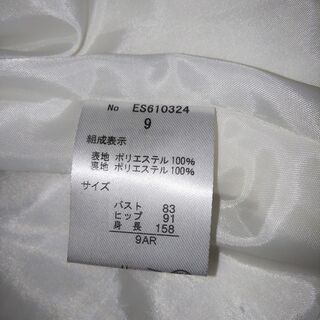 No ES610324
9
組成表示
表地 ポリエステル 100%
裏地 ポリエステル 100%
サイズ
バスト 83
ヒップ 91
身長 158
9AR